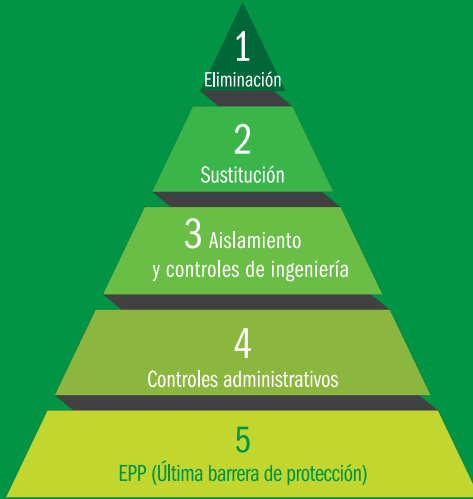 1
Eliminación
2
Sustitución
3 Aislamiento
y controles de ingeniería
4
Controles administrativos
5
EPP (Última barrera de protección)